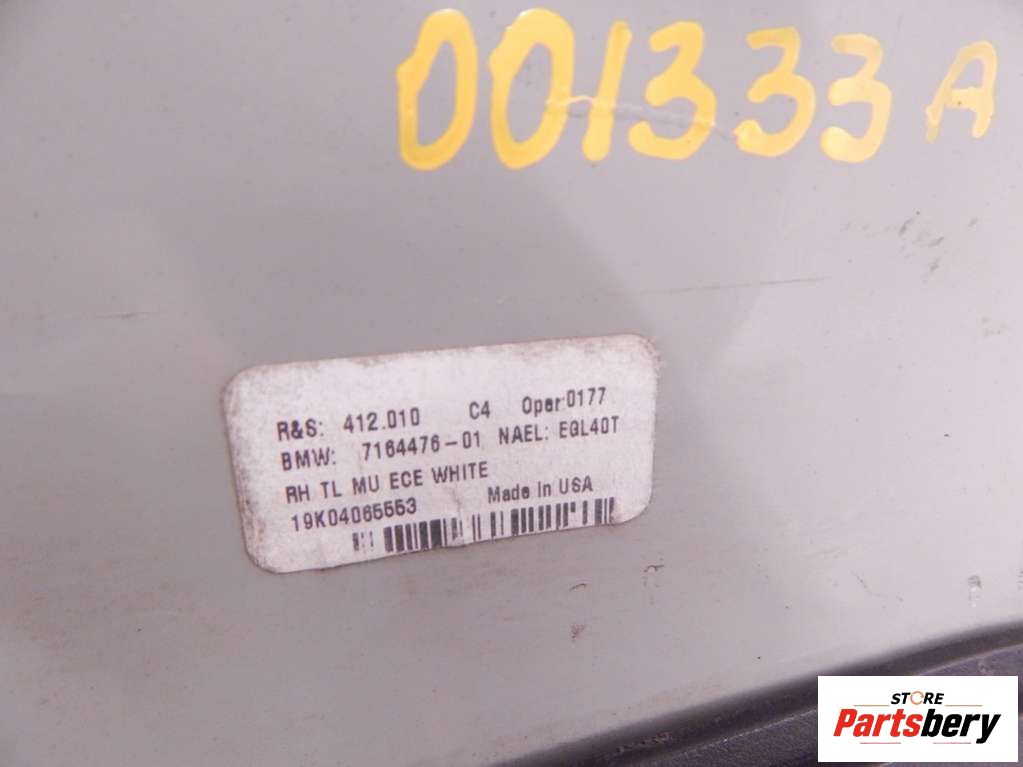 001333A
R&S: 412.010 C4 Oper:0177
BMW: 7164476-01 NAEL: EGL40T
RH TL MU ECE WHITE
19K04065553 Made in USA
STORE
Partsbery